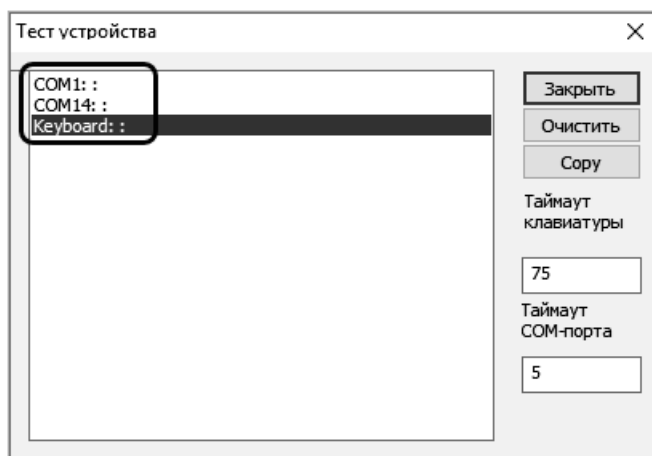 Тест устройства
COM1: :
COM14: :
Keyboard: :
Закрыть
Очистить
Copy
Таймаут
клавиатуры
75
Таймаут
COM-порта
5